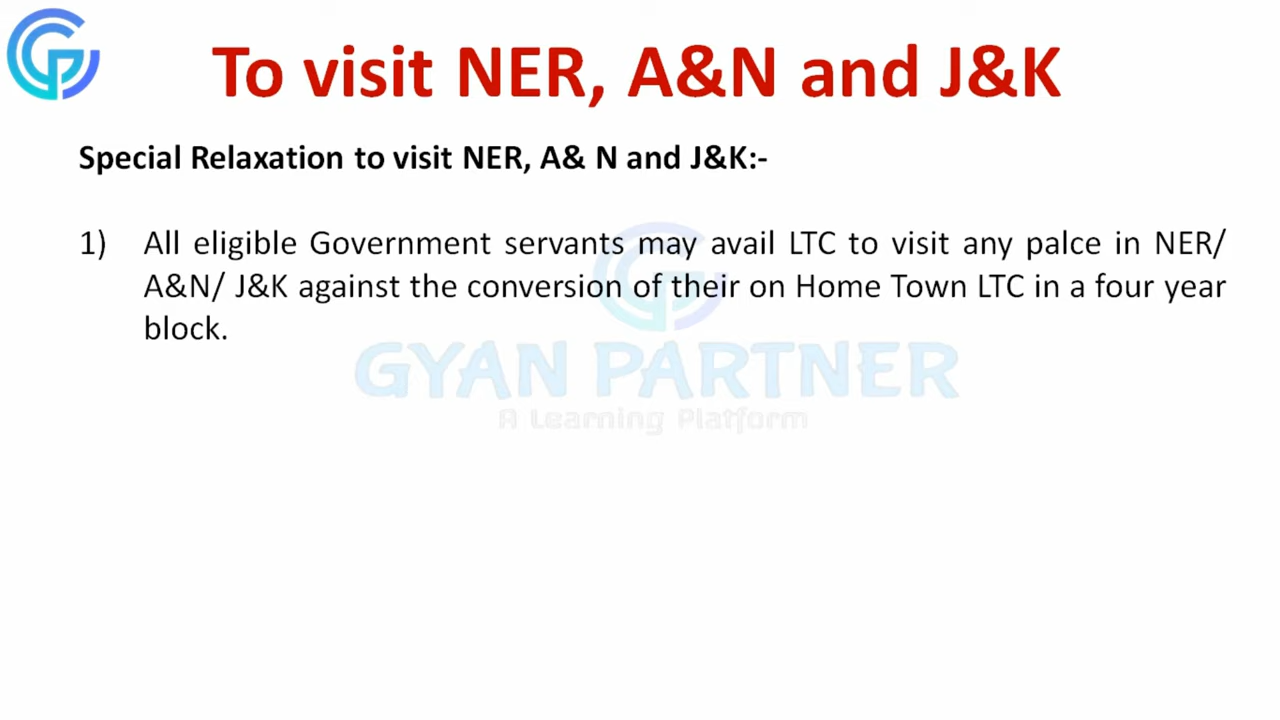 To visit NER, A&N and J&K
Special Relaxation to visit NER, A& N and J&K:-
1) All eligible Government servants may avail LTC to visit any palce in NER/
A&N/ J&K against the conversion of their on Home Town LTC in a four year
block.
GYAN PARTNER
A Learning Platform